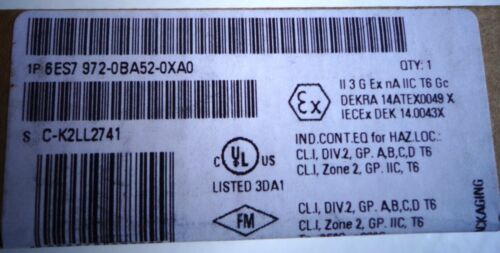 1P 6ES7 972-0BA52-0XA0
QTY: 1
S C-K2LL2741
Ex
II 3 G Ex nA IIC T6 Gc
DEKRA 14ATEX0049 X
IECEx DEK 14.0043X
C UL US
LISTED 3DA1
IND.CONT.EQ for HAZ.LOC.:
CL.I, DIV.2, GP. A,B,C,D T6
CL.I, Zone 2, GP. IIC, T6
FM
CL.I, DIV.2, GP. A,B,C,D T6
CL.I, Zone 2, GP. IIC, T6